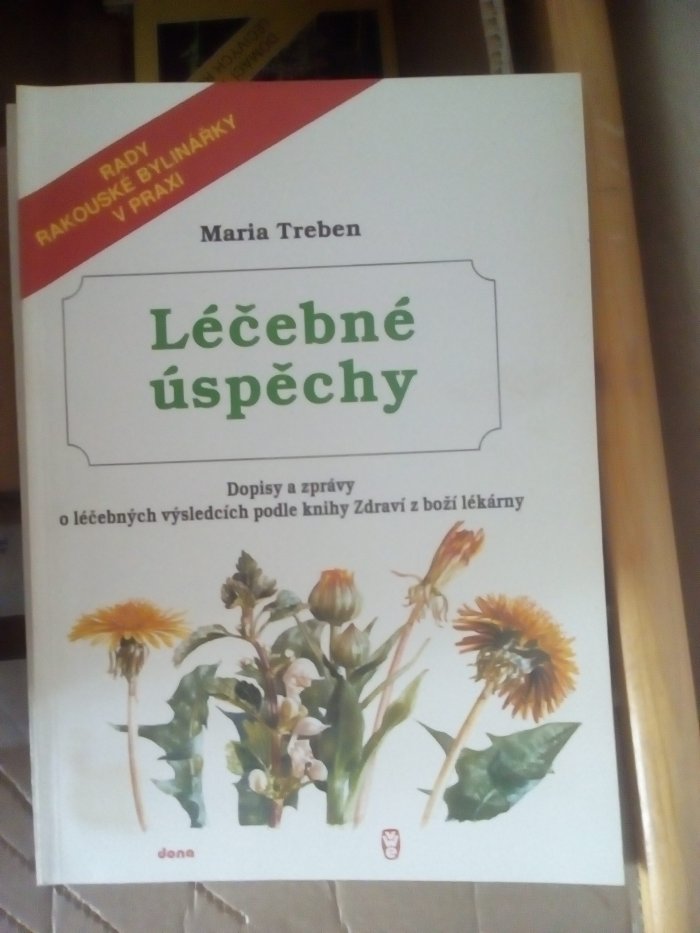 RADY
RAKOUSKÉ BYLINÁŘKY
V PRAXI
Maria Treben
Léčebné
úspěchy
Dopisy a zprávy
o léčebných výsledcích podle knihy Zdraví z boží lékárny
dona